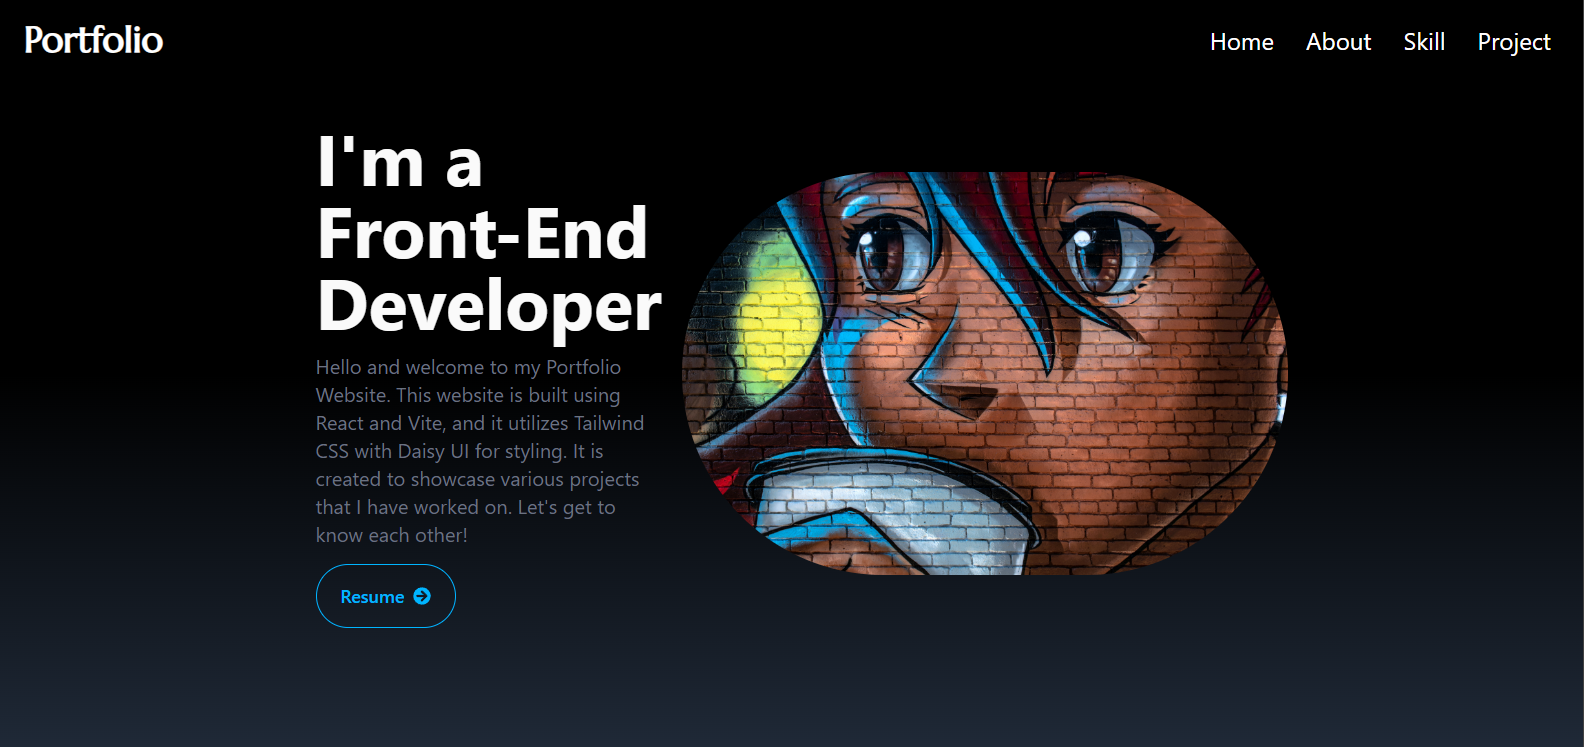 Portfolio
Home About Skill Project
I'm a
Front-End
Developer
Hello and welcome to my Portfolio
Website. This website is built using
React and Vite, and it utilizes Tailwind
CSS with Daisy UI for styling. It is
created to showcase various projects
that I have worked on. Let's get to
know each other!
Resume